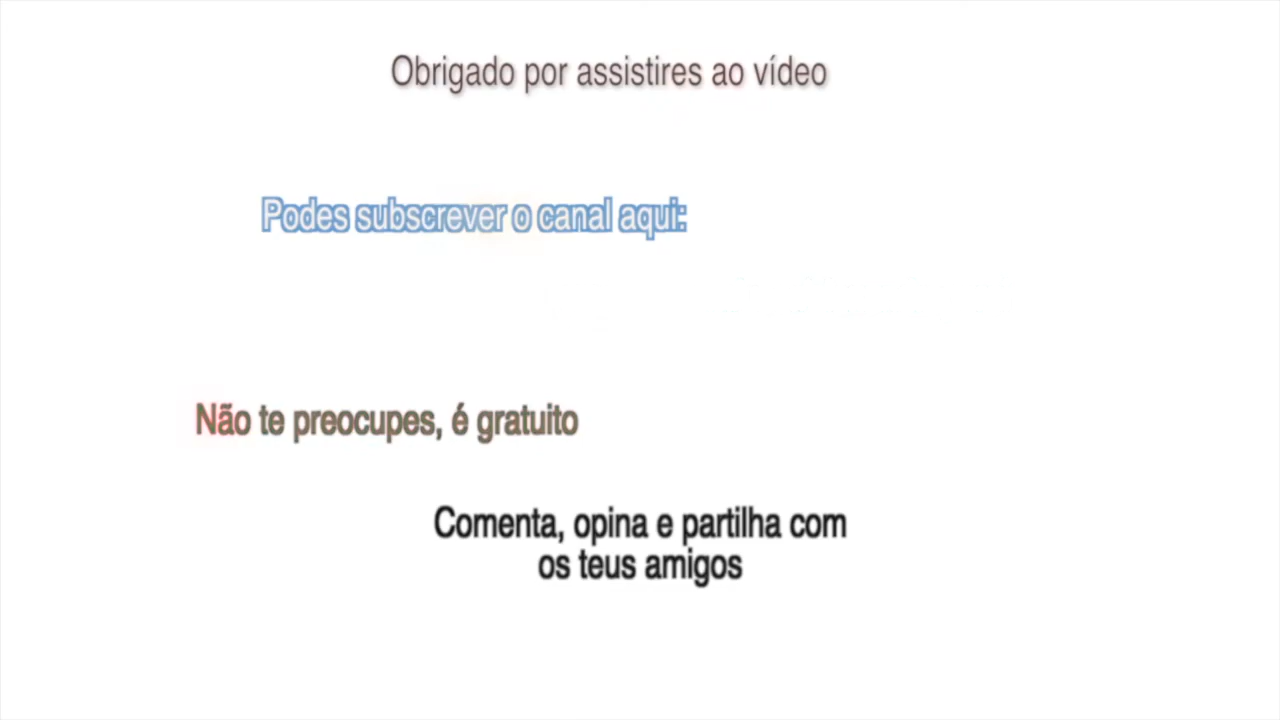 Obrigado por assistires ao vídeo
Podes subscrever o canal aqui:
Não te preocupes, é gratuito
Comenta, opina e partilha com
os teus amigos